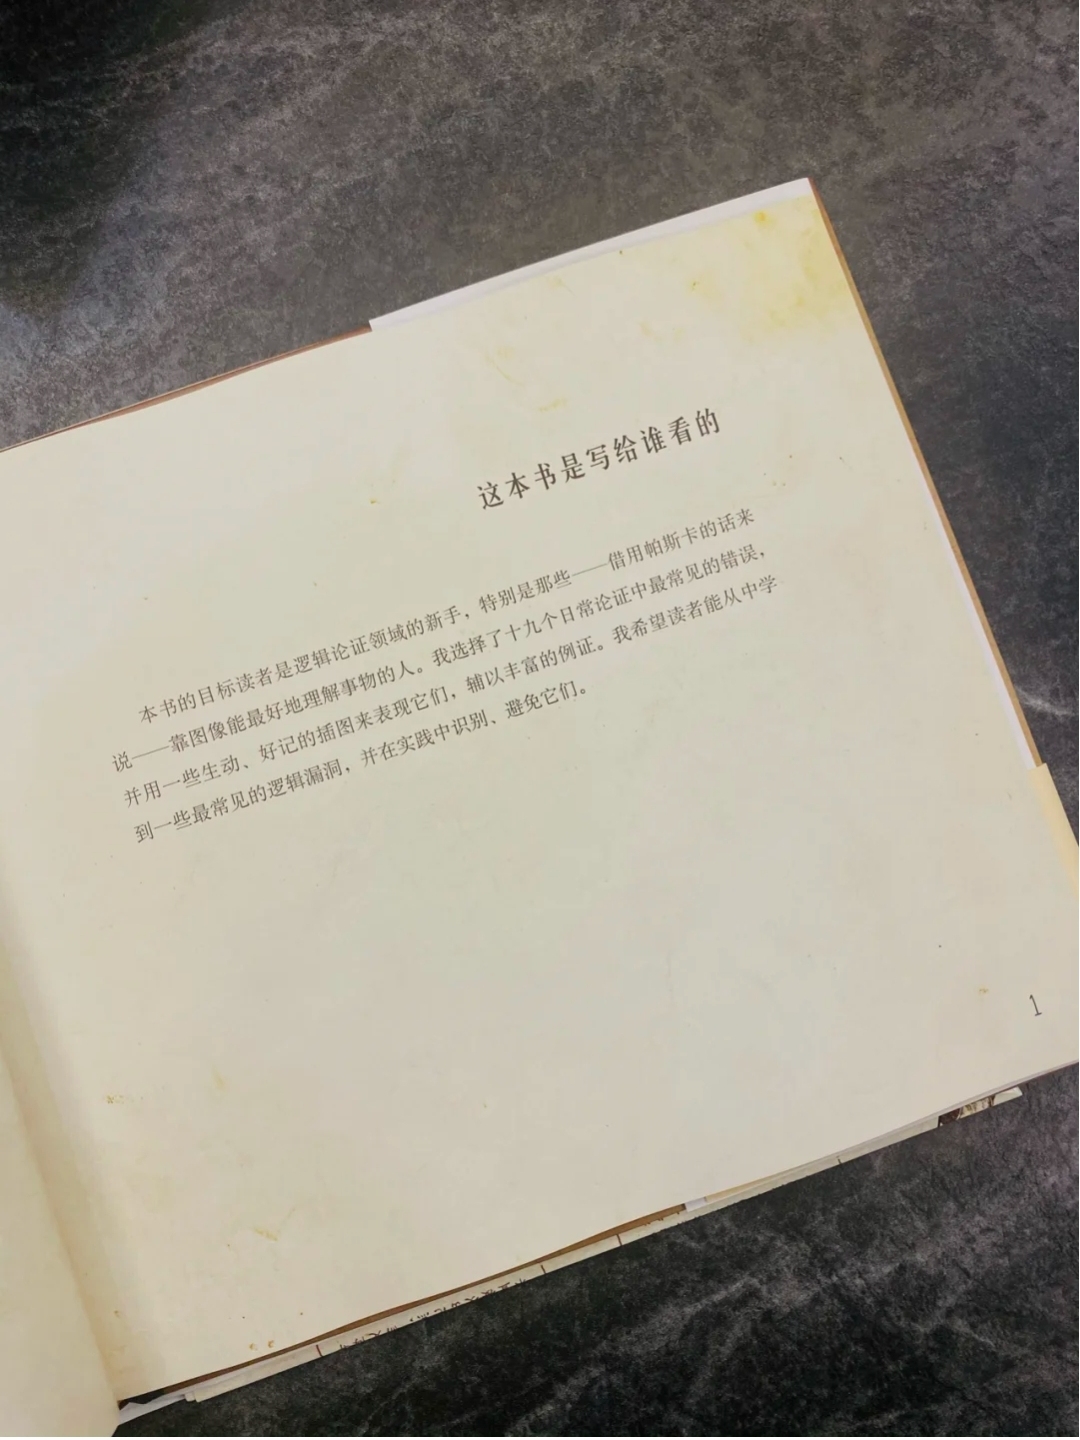 这本书是写给谁看的
本书的目标读者是逻辑论证领域的新手，特别是那些——借用帕斯卡的话来
说——靠图像能最好地理解事物的人。我选择了十九个日常论证中最常见的错误，
并用一些生动、好记的插图来表现它们，辅以丰富的例证。我希望读者能从中学
到一些最常见的逻辑漏洞，并在实践中识别、避免它们。
1